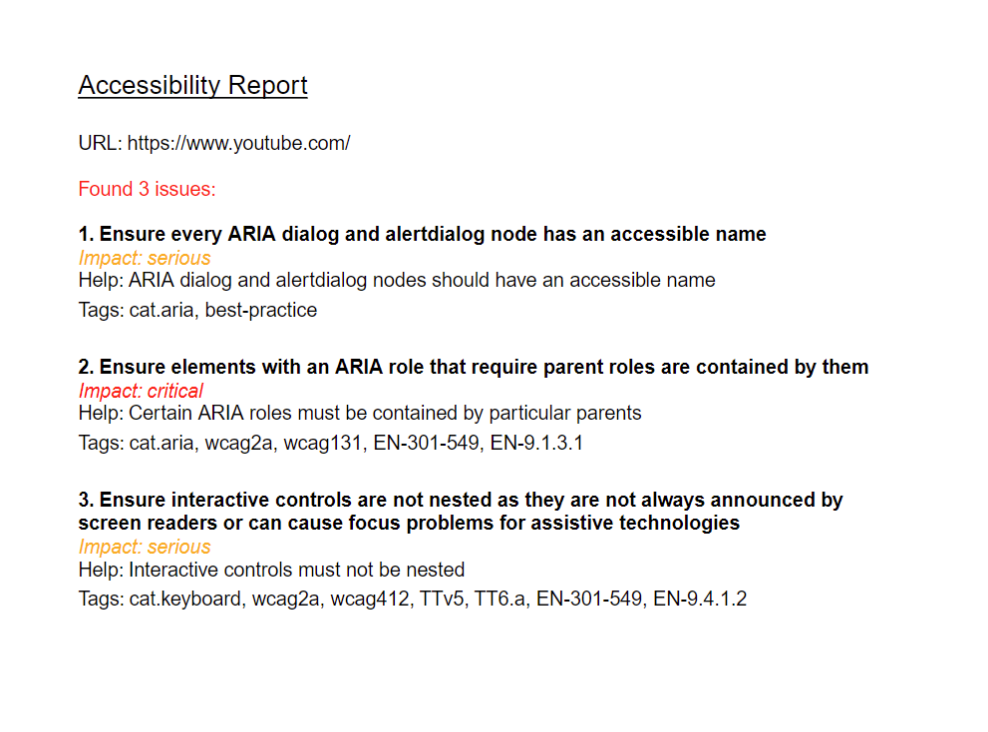 Accessibility Report
URL: https://www.youtube.com/
Found 3 issues:
1. Ensure every ARIA dialog and alertdialog node has an accessible name
Impact: serious
Help: ARIA dialog and alertdialog nodes should have an accessible name
Tags: cat.aria, best-practice
2. Ensure elements with an ARIA role that require parent roles are contained by them
Impact: critical
Help: Certain ARIA roles must be contained by particular parents
Tags: cat.aria, wcag2a, wcag131, EN-301-549, EN-9.1.3.1
3. Ensure interactive controls are not nested as they are not always announced by
screen readers or can cause focus problems for assistive technologies
Impact: serious
Help: Interactive controls must not be nested
Tags: cat.keyboard, wcag2a, wcag412, TTv5, TT6.a, EN-301-549, EN-9.4.1.2